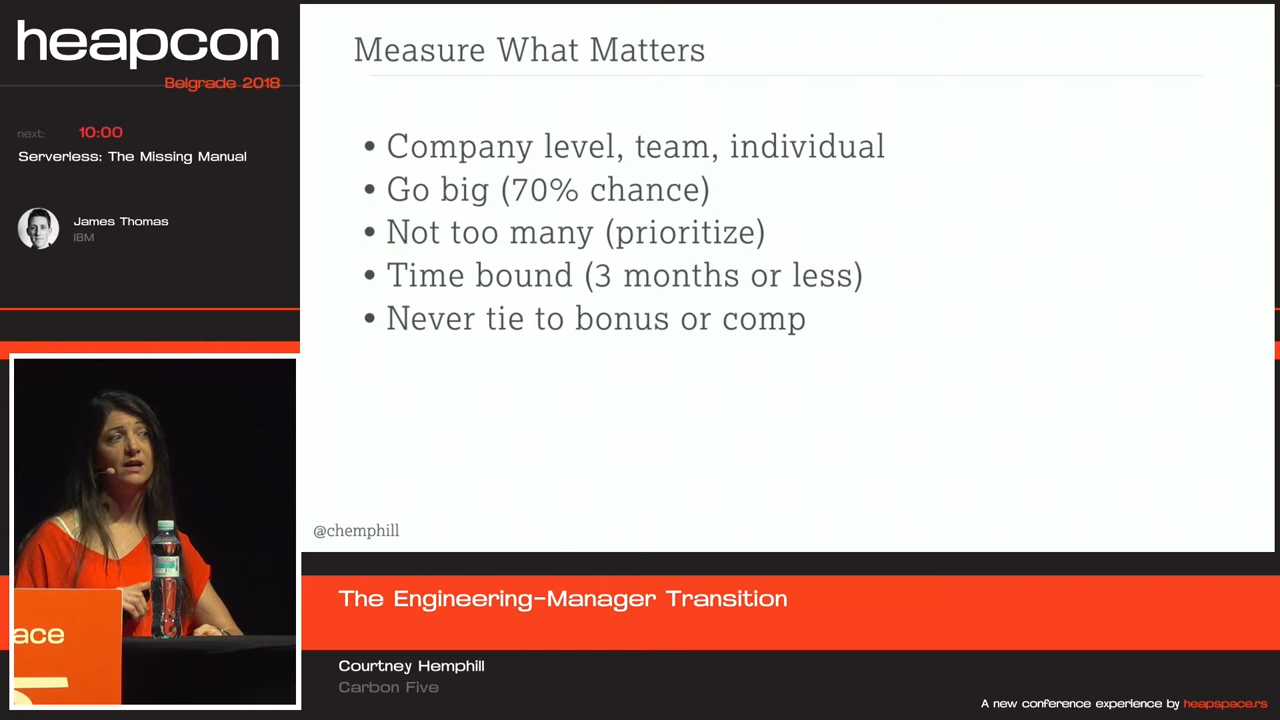 heapcon
Belgrade 2018
next: 10:00
Serverless: The Missing Manual
James Thomas
IBM
Measure What Matters
• Company level, team, individual
• Go big (70% chance)
• Not too many (prioritize)
• Time bound (3 months or less)
• Never tie to bonus or comp
@chemphill
ace
The Engineering-Manager Transition
Courtney Hemphill
Carbon Five
A new conference experience by heapspace.rs